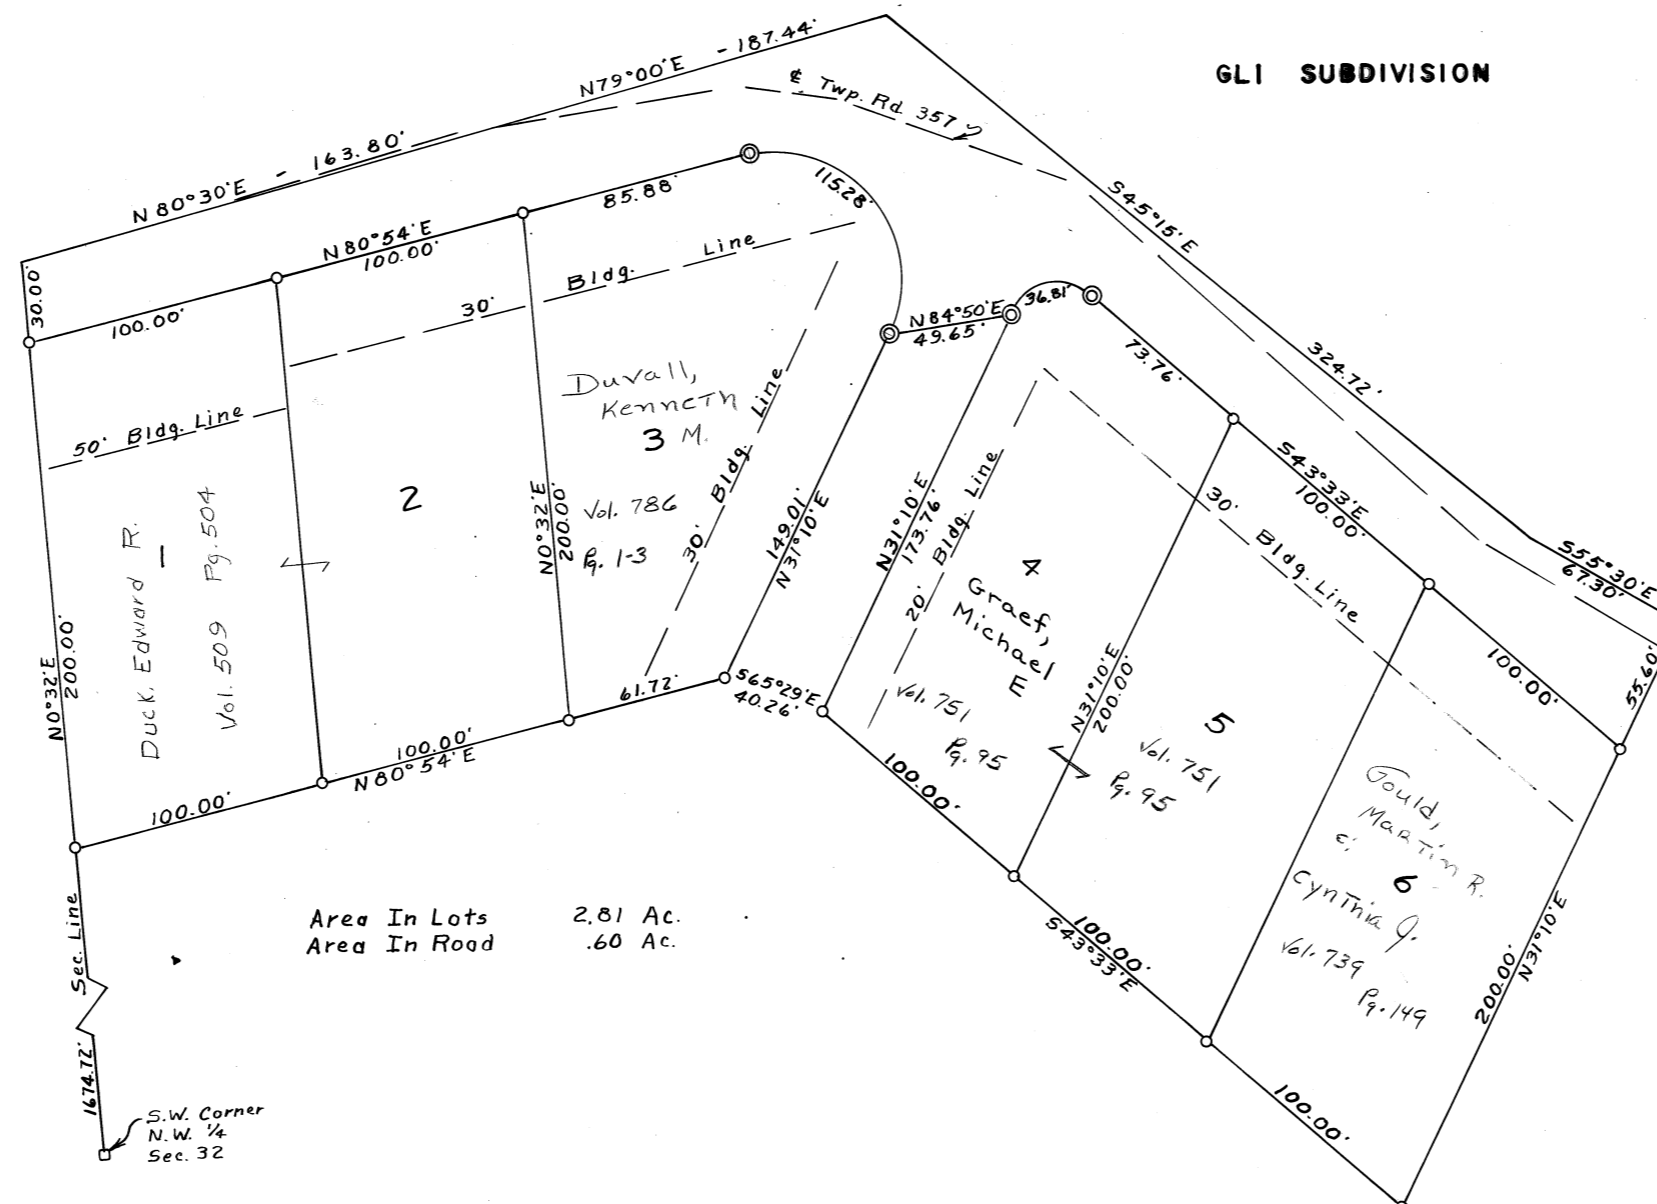 GLI SUBDIVISION
N79°00'E - 187.44'
℄ Twp. Rd. 357
N 80°30'E - 163.80'
30.00'
100.00'
N 80°54'E
100.00'
85.88'
115.28'
S45°15'E
324.72'
S55°30'E
67.30'
55.60'
N 84°50'E
49.65'
36.81'
73.76'
S43°33'E
100.00'
100.00'
50' Bldg. Line
30' Bldg. Line
30' Bldg. Line
20' Bldg. Line
30' Bldg. Line
N0°32'E
200.00'
Duck, Edward R.
1
Vol. 509 Pg. 504
2
N0°32'E
200.00'
Duvall,
Kenneth
3 M.
Vol. 786
Pg. 1-3
149.01'
N31°10'E
N31°10'E
173.76'
4
Graef,
Michael
E
Vol. 751
Pg. 95
N31°10'E
200.00'
5
Vol. 751
Pg. 95
Gould,
Martin R.
&
6
Cynthia J.
Vol. 739
Pg. 149
200.00'
N31°10'E
100.00'
100.00'
N 80°54'E
61.72'
S65°29'E
40.26'
100.00'
100.00'
S43°33'E
100.00'
Area In Lots 2.81 Ac.
Area In Road .60 Ac.
Sec. Line
1674.72'
S.W. Corner
N.W. 1/4
Sec. 32